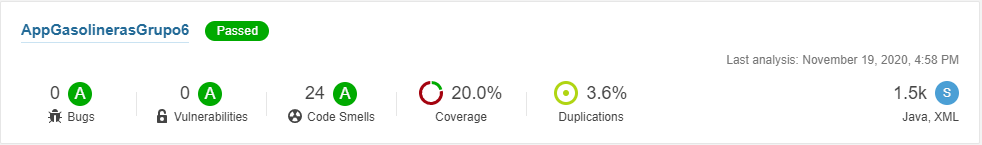 AppGasolinerasGrupo6 Passed
Last analysis: November 19, 2020, 4:58 PM
0 A 0 A 24 A 20.0% 3.6% 1.5k S
Bugs Vulnerabilities Code Smells Coverage Duplications Java, XML